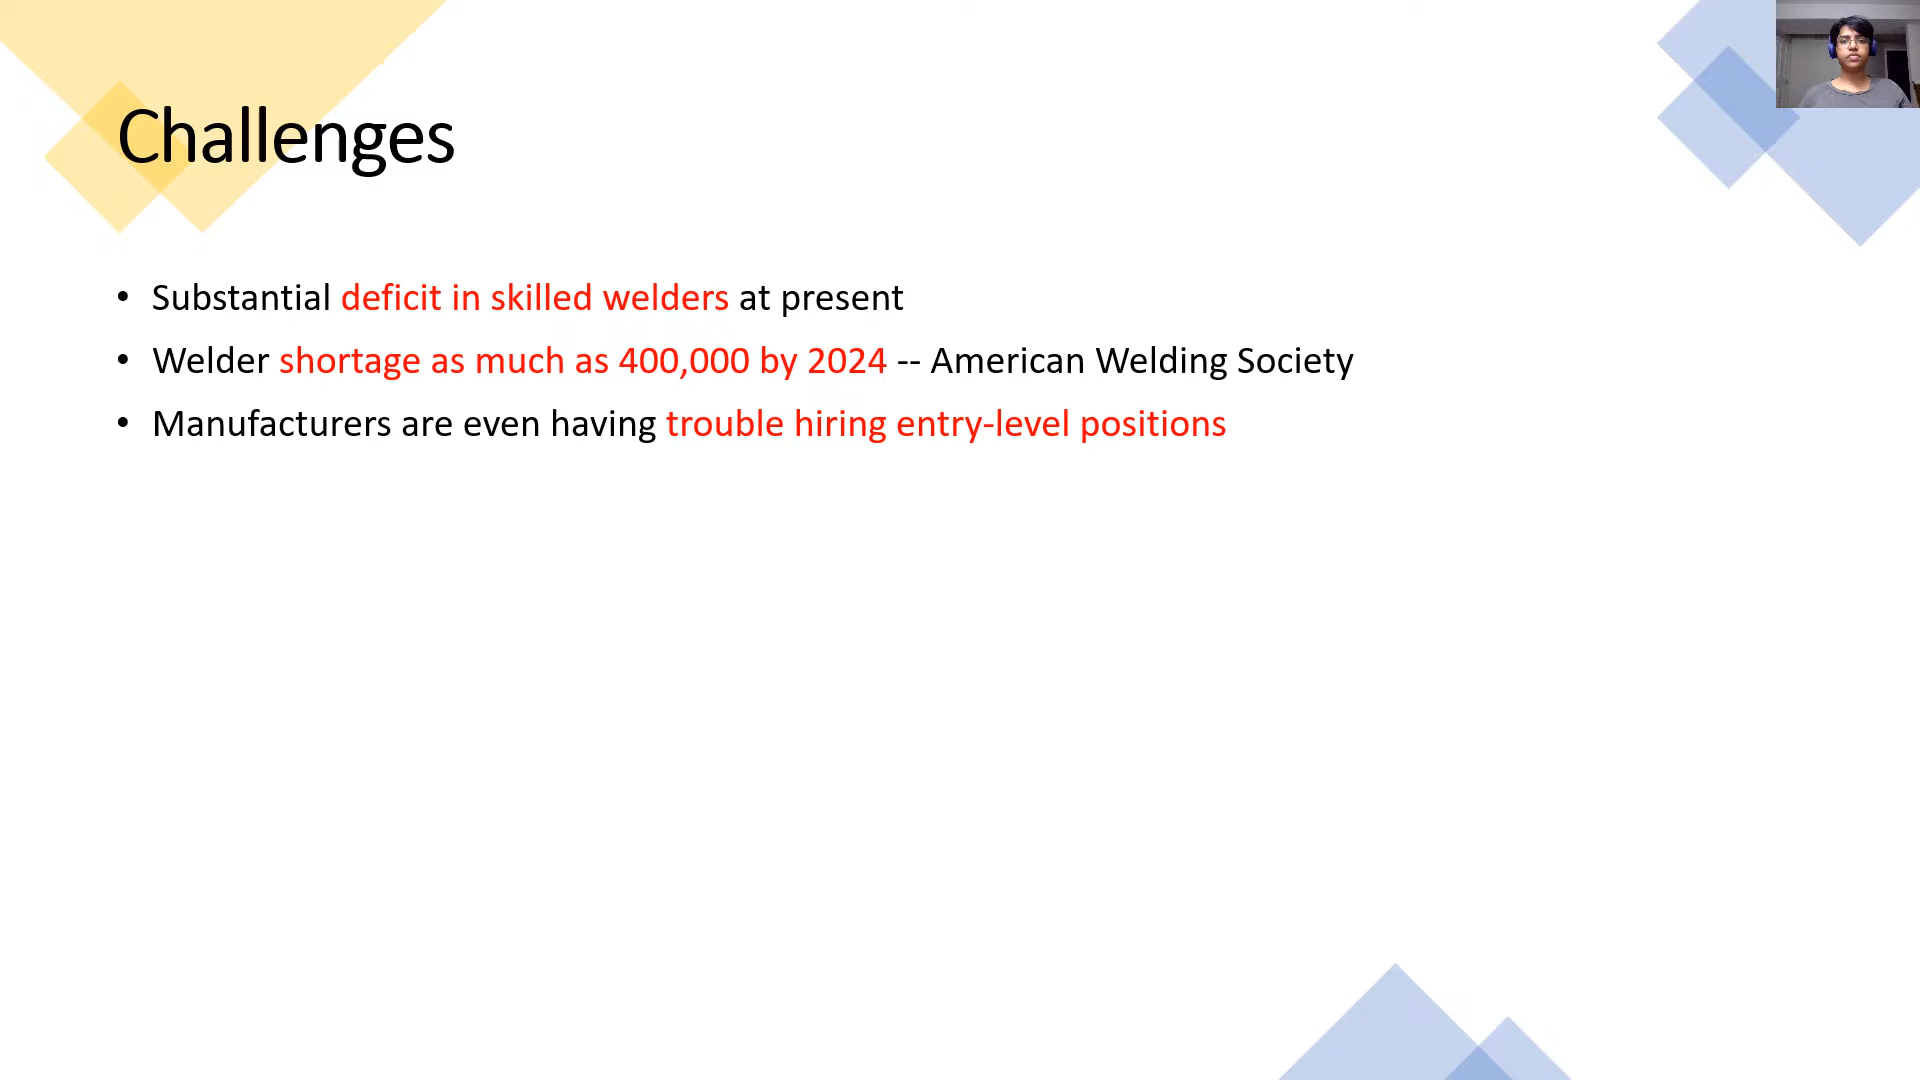 Challenges
• Substantial deficit in skilled welders at present
• Welder shortage as much as 400,000 by 2024 -- American Welding Society
• Manufacturers are even having trouble hiring entry-level positions